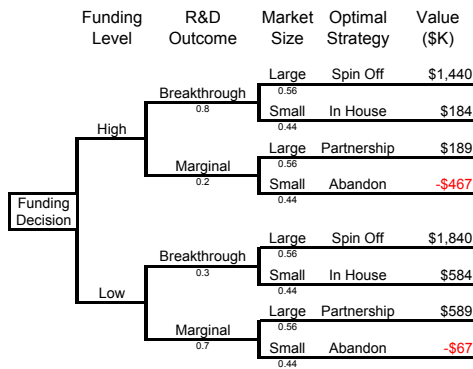 Funding Level R&D Outcome Market Size Optimal Strategy Value ($K)
Large Spin Off $1,440
0.56
Breakthrough
0.8
Small In House $184
0.44
High
Large Partnership $189
0.56
Marginal
0.2
Small Abandon -$467
0.44
Funding Decision
Large Spin Off $1,840
0.56
Breakthrough
0.3
Small In House $584
0.44
Low
Large Partnership $589
0.56
Marginal
0.7
Small Abandon -$67
0.44